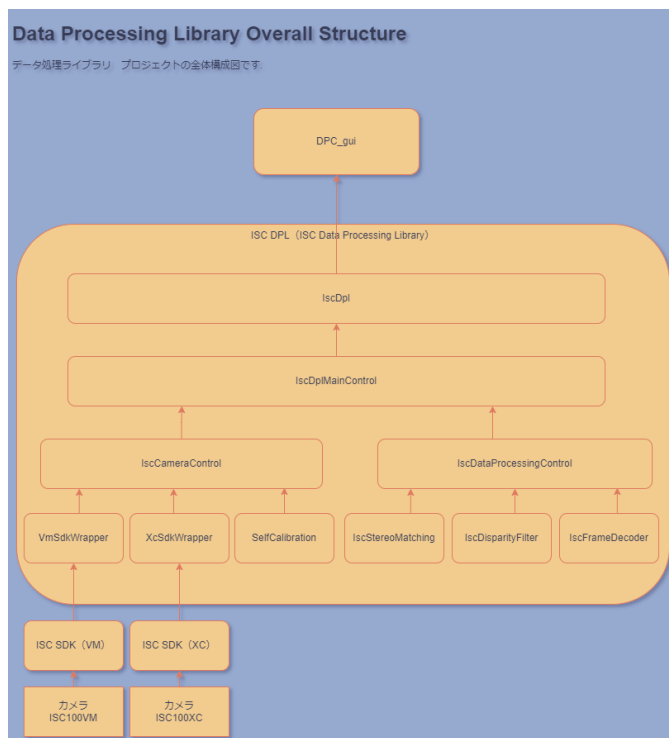 Data Processing Library Overall Structure
データ処理ライブラリ プロジェクトの全体構成図です.
DPC_gui
ISC DPL（ISC Data Processing Library）
IscDpl
IscDplMainControl
IscCameraControl
IscDataProcessingControl
VmSdkWrapper
XcSdkWrapper
SelfCalibration
IscStereoMatching
IscDisparityFilter
IscFrameDecoder
ISC SDK（VM）
ISC SDK（XC）
カメラ
ISC100VM
カメラ
ISC100XC